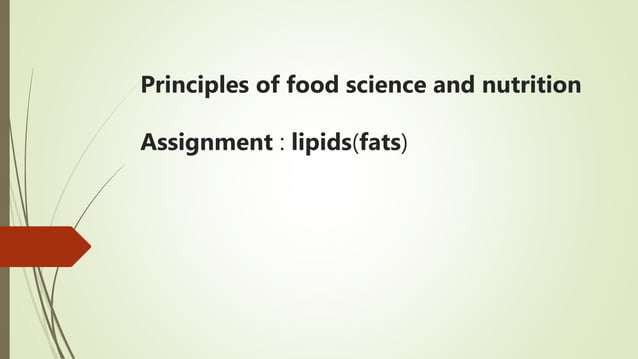 Principles of food science and nutrition
Assignment : lipids(fats)